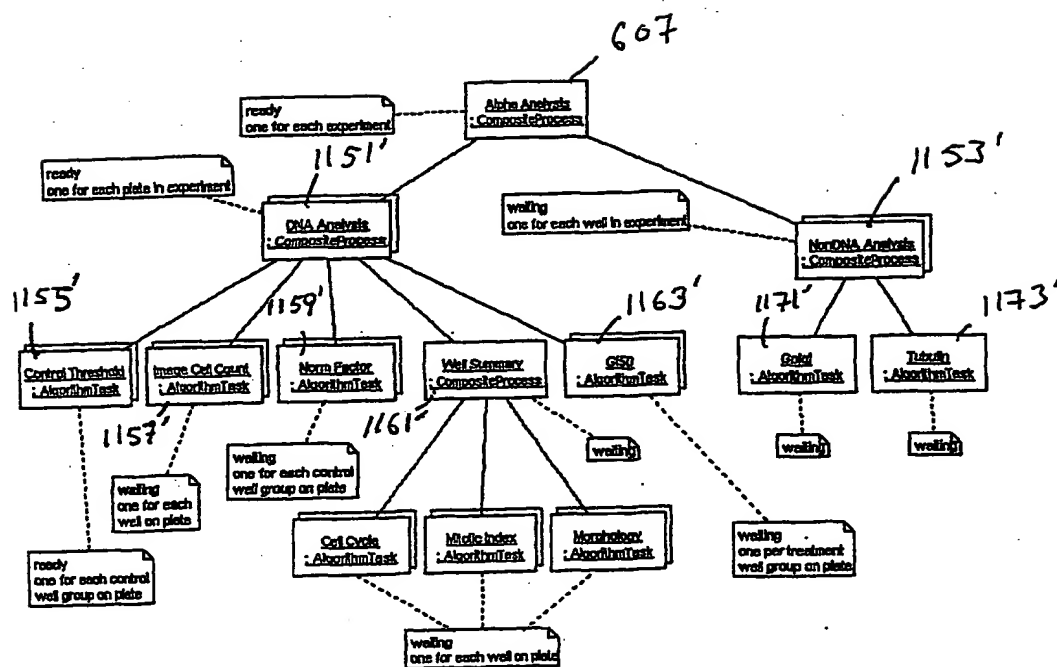 607
Alpha Analysis
: CompositeProcess
ready
one for each experiment
1151'
1153'
ready
one for each plate in experiment
DNA Analysis
: CompositeProcess
waiting
one for each well in experiment
NonDNA Analysis
: CompositeProcess
1155'
1159'
1163'
1171'
1173'
Control Threshold
: AlgorithmTask
Image Cell Count
: AlgorithmTask
Norm Factor
: AlgorithmTask
Well Summary
: CompositeProcess
GI50
: AlgorithmTask
Golgi
: AlgorithmTask
Tubulin
: AlgorithmTask
1157'
1161'
waiting
one for each control
well group on plate
waiting
waiting
waiting
waiting
one for each
well on plate
Cell Cycle
: AlgorithmTask
Mitotic Index
: AlgorithmTask
Morphology
: AlgorithmTask
waiting
one per treatment
well group on plate
ready
one for each control
well group on plate
waiting
one for each well on plate